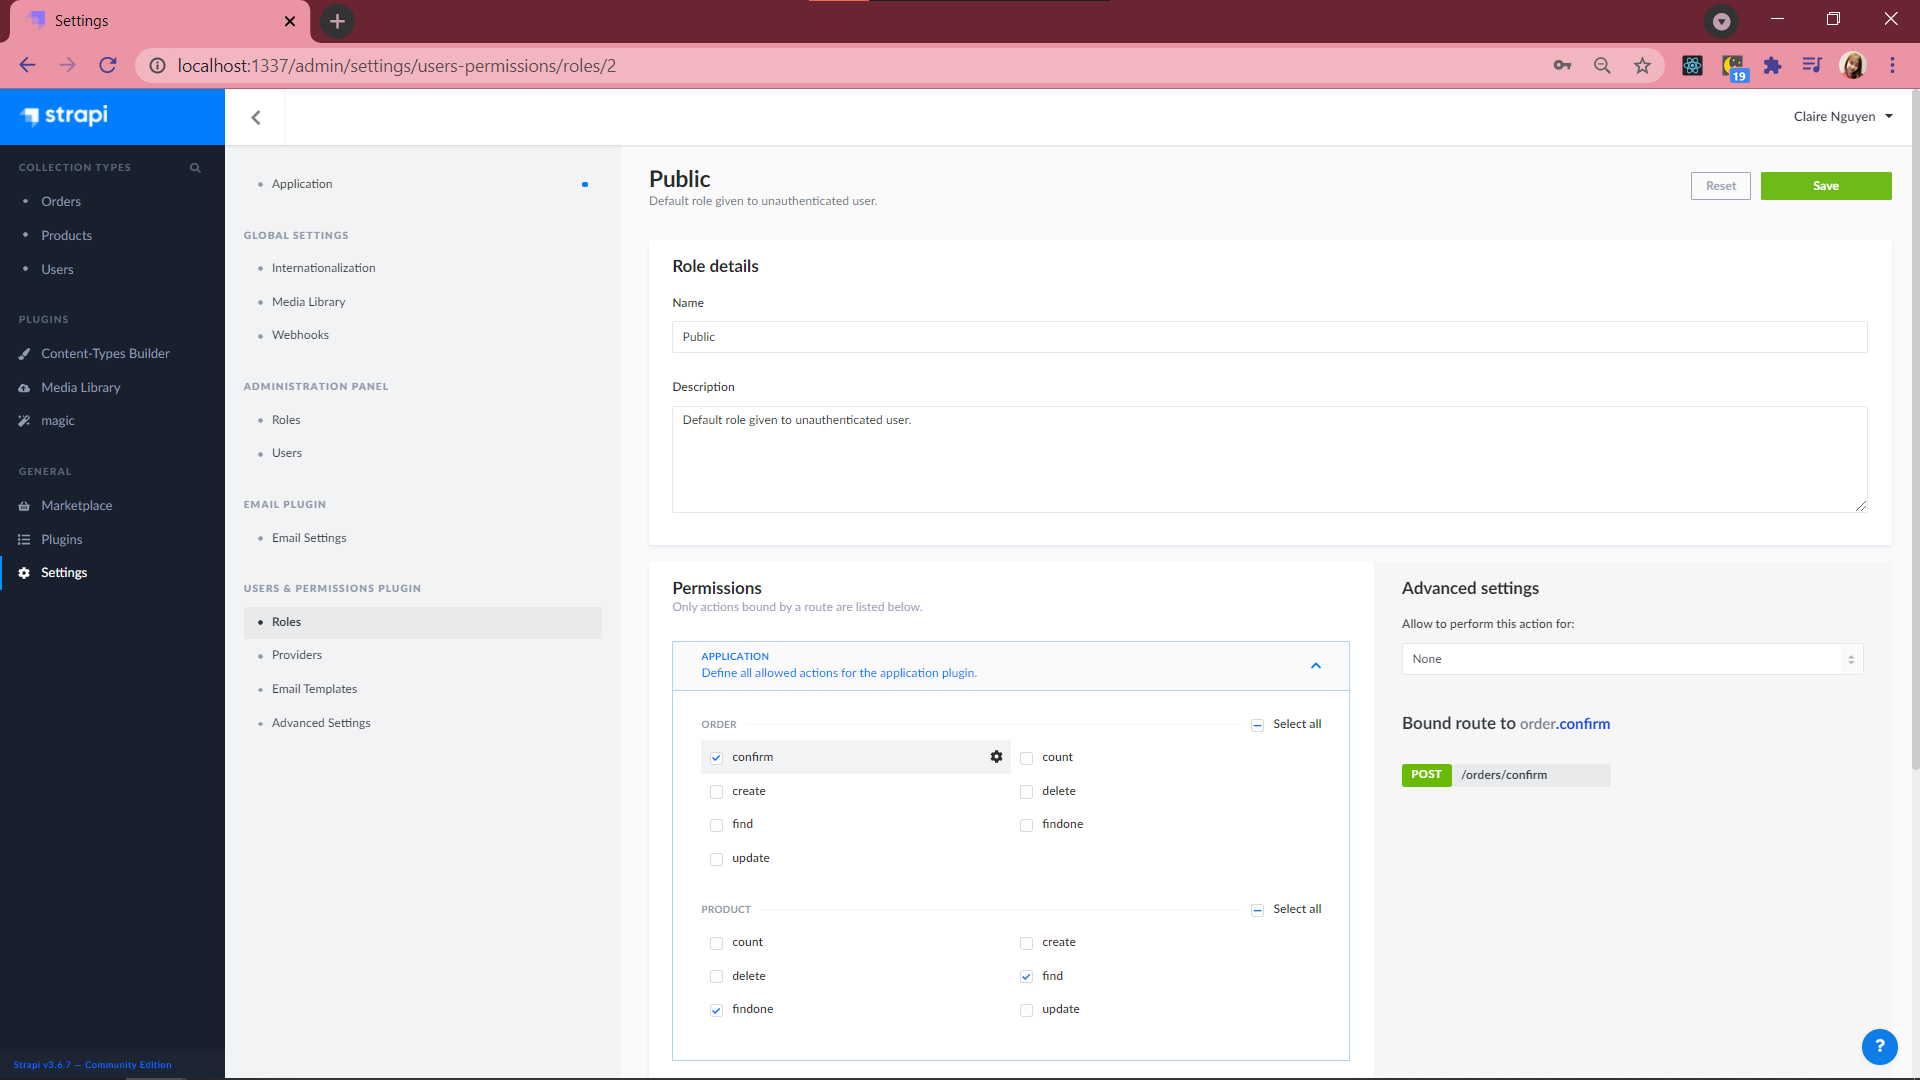 Settings
localhost:1337/admin/settings/users-permissions/roles/2
19
strapi
Claire Nguyen
COLLECTION TYPES
Orders
Products
Users
PLUGINS
Content-Types Builder
Media Library
magic
GENERAL
Marketplace
Plugins
Settings
Strapi v3.6.7 — Community Edition
Application
GLOBAL SETTINGS
Internationalization
Media Library
Webhooks
ADMINISTRATION PANEL
Roles
Users
EMAIL PLUGIN
Email Settings
USERS & PERMISSIONS PLUGIN
Roles
Providers
Email Templates
Advanced Settings
Public
Default role given to unauthenticated user.
Reset
Save
Role details
Name
Public
Description
Default role given to unauthenticated user.
Permissions
Only actions bound by a route are listed below.
APPLICATION
Define all allowed actions for the application plugin.
ORDER
Select all
confirm
count
create
delete
find
findone
update
PRODUCT
Select all
count
create
delete
find
findone
update
Advanced settings
Allow to perform this action for:
None
Bound route to order.confirm
POST /orders/confirm
?